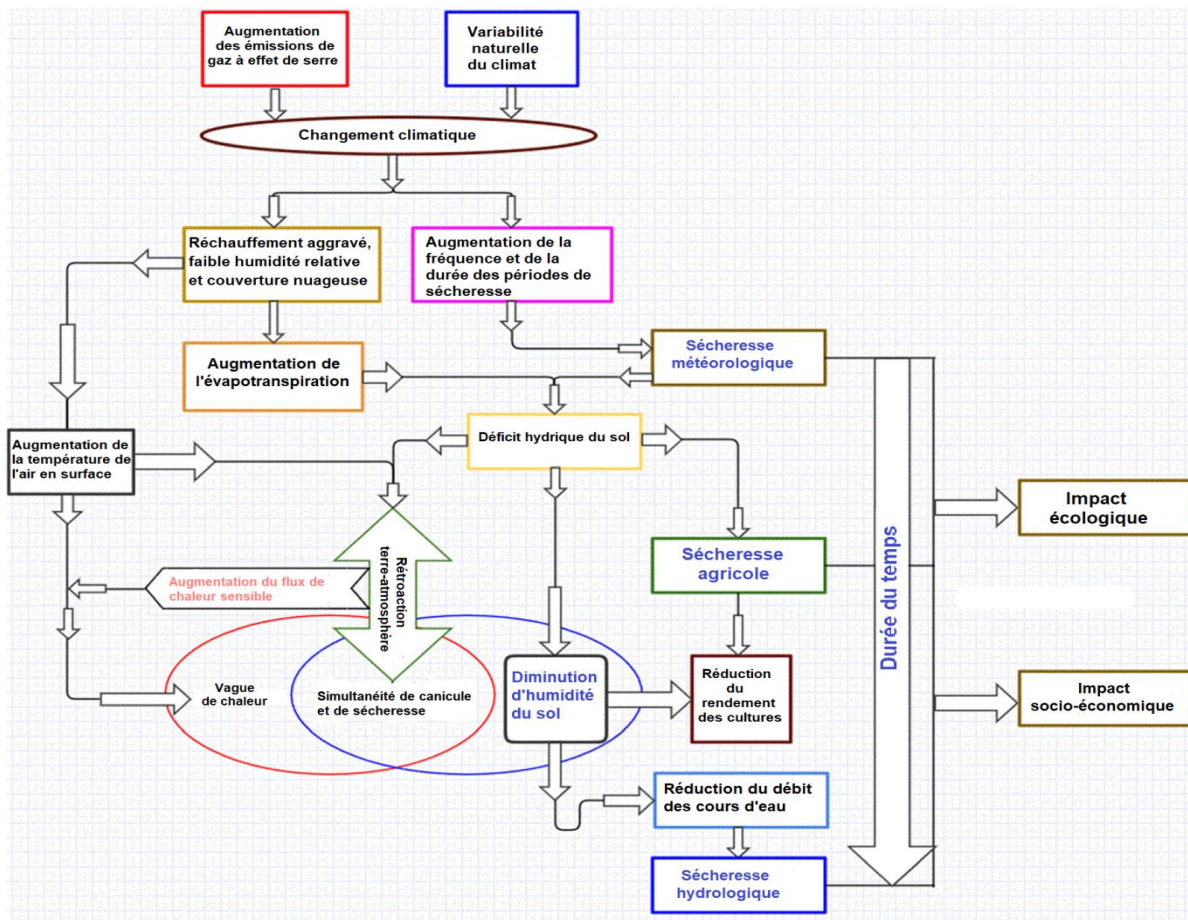 Augmentation
des émissions de
gaz à effet de serre
Variabilité
naturelle
du climat
Changement climatique
Réchauffement aggravé,
faible humidité relative
et couverture nuageuse
Augmentation de la
fréquence et de la
durée des périodes de
sécheresse
Augmentation de
l'évapotranspiration
Sécheresse
météorologique
Augmentation de
la température de
l'air en surface
Déficit hydrique du sol
Impact
écologique
Sécheresse
agricole
Durée du temps
Rétroaction
terre-atmosphère
Augmentation du flux de
chaleur sensible
Vague
de chaleur
Simultanéité de canicule
et de sécheresse
Diminution
d'humidité
du sol
Réduction
du
rendement
des cultures
Impact
socio-économique
Réduction du débit
des cours d'eau
Sécheresse
hydrologique